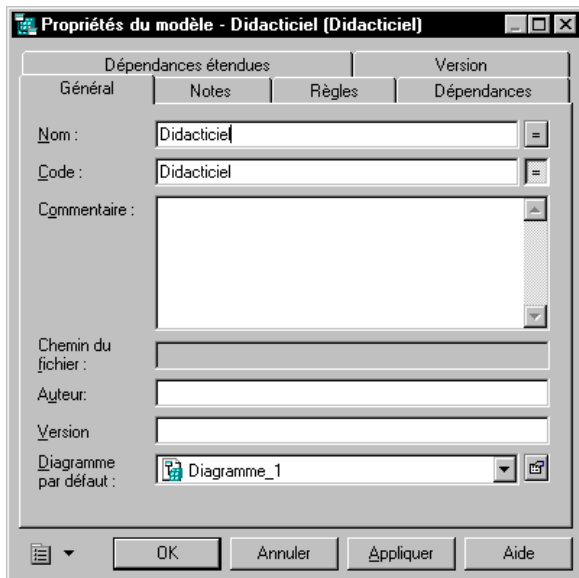 Propriétés du modèle - Didacticiel (Didacticiel)
Dépendances étendues
Version
Général
Notes
Règles
Dépendances
Nom :
Didacticiel
=
Code :
Didacticiel
=
Commentaire :
Chemin du
fichier :
Auteur:
Version
Diagramme
par défaut :
Diagramme_1
OK
Annuler
Appliquer
Aide